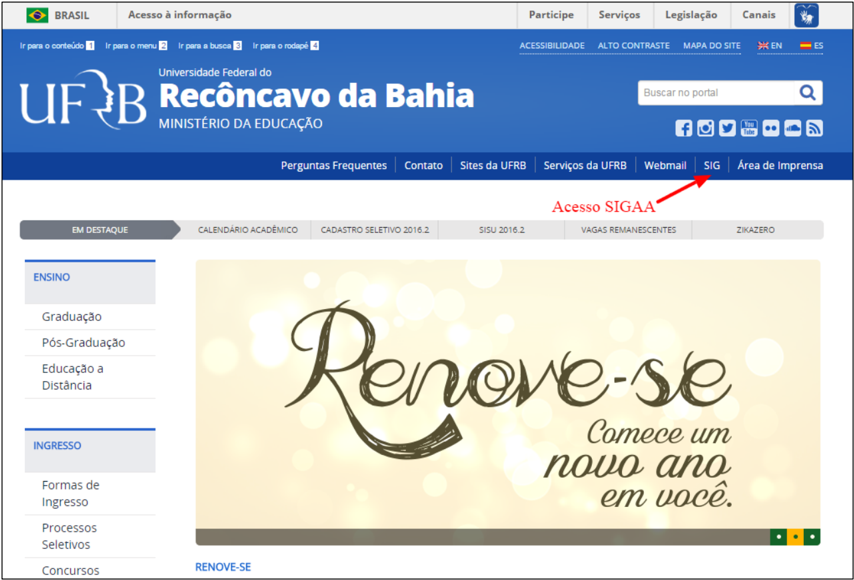 BRASIL
Acesso à informação
Participe
Serviços
Legislação
Canais
Ir para o conteúdo 1
Ir para o menu 2
Ir para a busca 3
Ir para o rodapé 4
ACESSIBILIDADE
ALTO CONTRASTE
MAPA DO SITE
EN
ES
UFRB
Universidade Federal do
Recôncavo da Bahia
MINISTÉRIO DA EDUCAÇÃO
Buscar no portal
You
Tube
Perguntas Frequentes
Contato
Sites da UFRB
Serviços da UFRB
Webmail
SIG
Área de Imprensa
Acesso SIGAA
EM DESTAQUE
CALENDÁRIO ACADÊMICO
CADASTRO SELETIVO 2016.2
SISU 2016.2
VAGAS REMANESCENTES
ZIKAZERO
ENSINO
Graduação
Pós-Graduação
Educação a
Distância
INGRESSO
Formas de
Ingresso
Processos
Seletivos
Concursos
Renove-se
Comece um
novo ano
em você.
RENOVE-SE